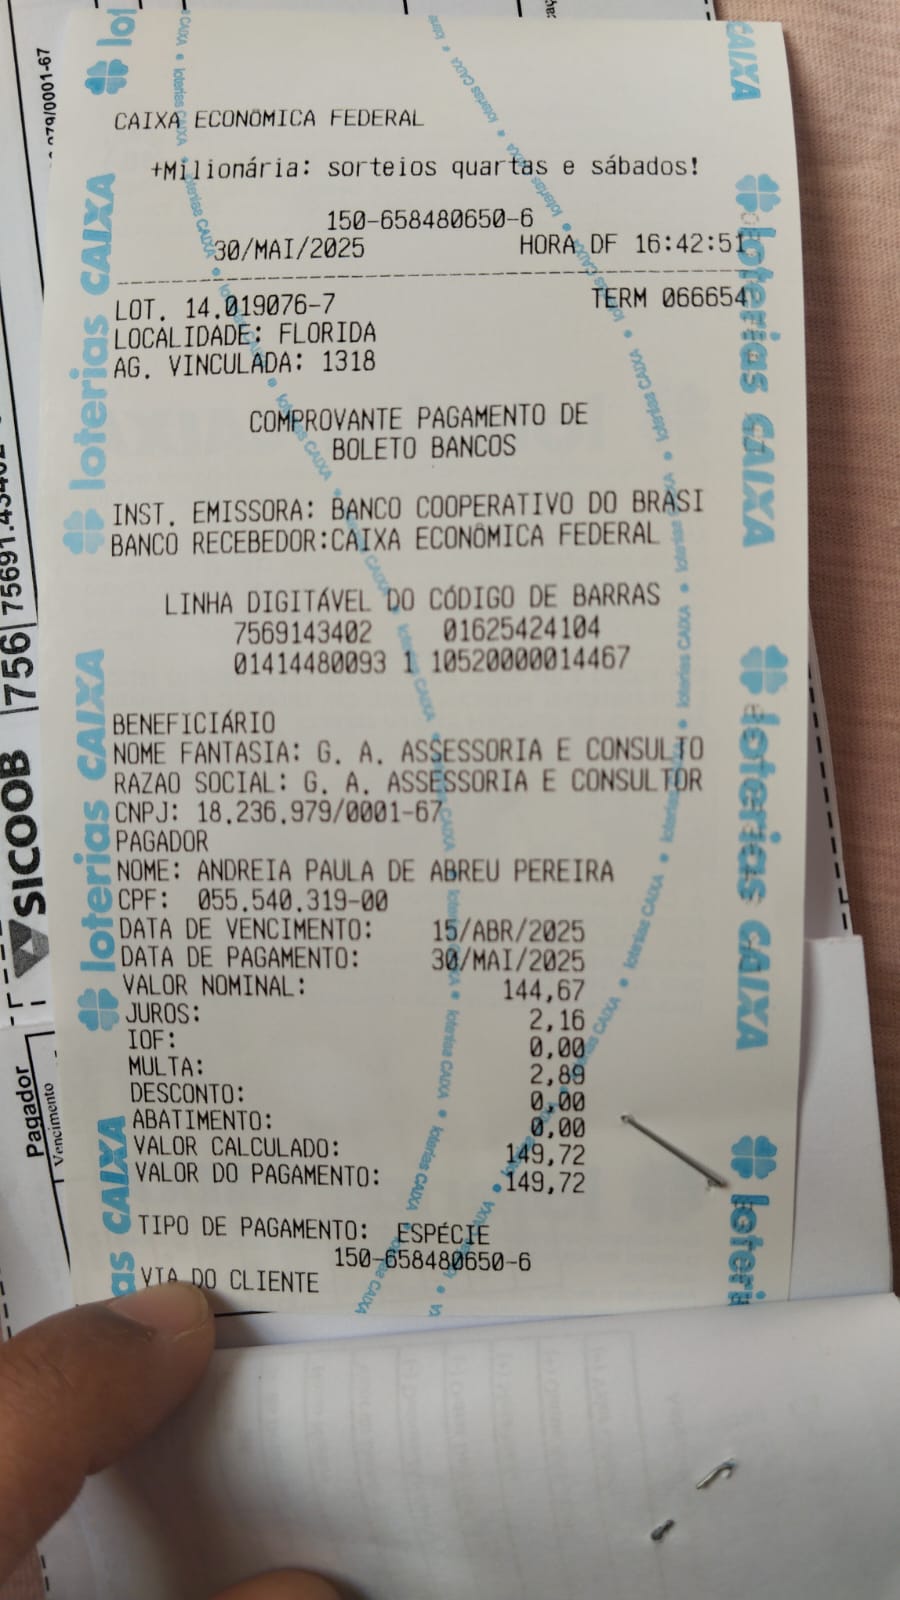 CAIXA ECONÔMICA FEDERAL
+Milionária: sorteios quartas e sábados!
150-658480650-6
30/MAI/2025 HORA DF 16:42:51
LOT. 14.019076-7 TERM 066654
LOCALIDADE: FLORIDA
AG. VINCULADA: 1318
COMPROVANTE PAGAMENTO DE
BOLETO BANCOS
INST. EMISSORA: BANCO COOPERATIVO DO BRASI
BANCO RECEBEDOR:CAIXA ECONÔMICA FEDERAL
LINHA DIGITÁVEL DO CÓDIGO DE BARRAS
7569143402 01625424104
01414480093 1 10520000014467
BENEFICIÁRIO
NOME FANTASIA: G. A. ASSESSORIA E CONSULTO
RAZAO SOCIAL: G. A. ASSESSORIA E CONSULTOR
CNPJ: 18.236.979/0001-67
PAGADOR
NOME: ANDREIA PAULA DE ABREU PEREIRA
CPF: 055.540.319-00
DATA DE VENCIMENTO: 15/ABR/2025
DATA DE PAGAMENTO: 30/MAI/2025
VALOR NOMINAL: 144,67
JUROS: 2,16
IOF: 0,00
MULTA: 2,89
DESCONTO: 0,00
ABATIMENTO: 0,00
VALOR CALCULADO: 149,72
VALOR DO PAGAMENTO: 149,72
TIPO DE PAGAMENTO: ESPÉCIE
150-658480650-6
VIA DO CLIENTE
loterias CAIXA
SICOOB 756
Pagador
Vencimento